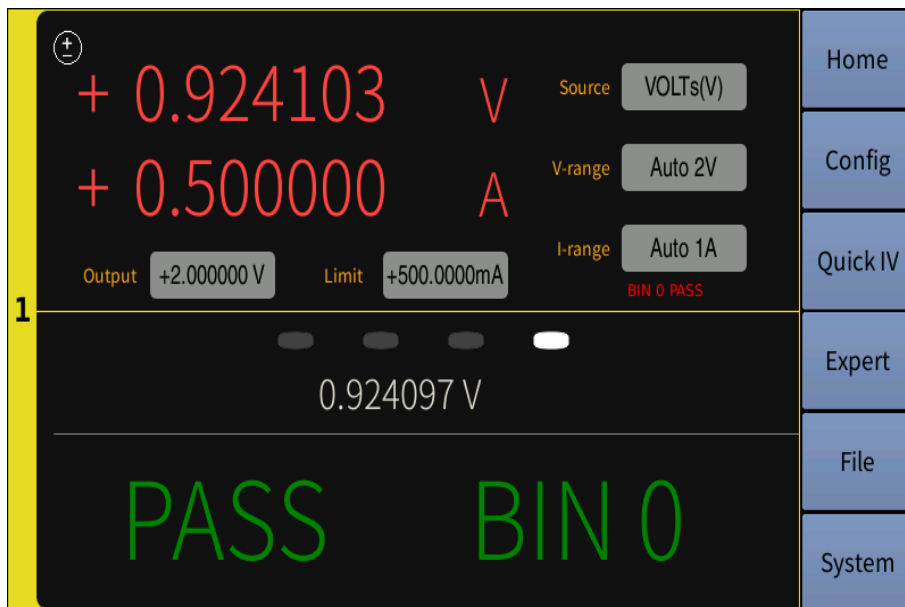 + 0.924103 V
+ 0.500000 A
Source VOLTs(V)
V-range Auto 2V
I-range Auto 1A
BIN 0 PASS
Output +2.000000 V Limit +500.0000mA
1
0.924097 V
PASS BIN 0
Home
Config
Quick IV
Expert
File
System